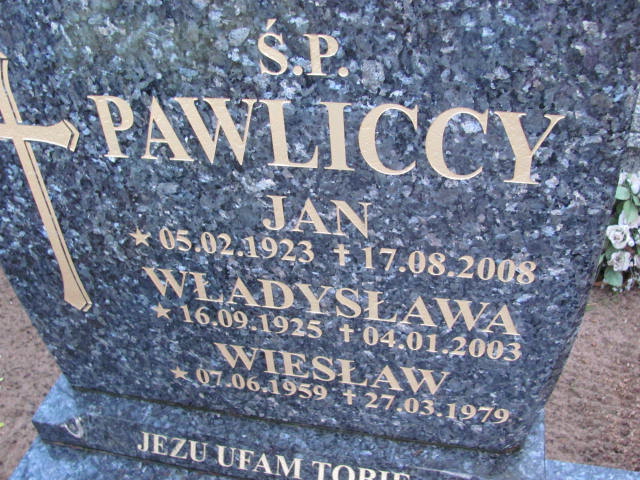 Ś.P.
PAWLICCY
JAN
★ 05.02.1923 ✝ 17.08.2008
WŁADYSŁAWA
★ 16.09.1925 ✝ 04.01.2003
WIESŁAW
★ 07.06.1959 ✝ 27.03.1979
JEZU UFAM TOBIE